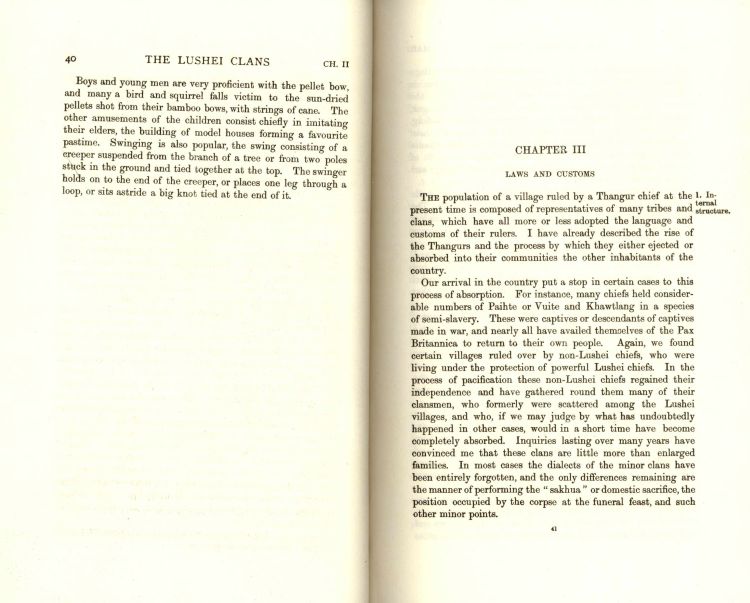 40 THE LUSHEI CLANS CH. II
Boys and young men are very proficient with the pellet bow,
and many a bird and squirrel falls victim to the sun-dried
pellets shot from their bamboo bows, with strings of cane. The
other amusements of the children consist chiefly in imitating
their elders, the building of model houses forming a favourite
pastime. Swinging is also popular, the swing consisting of a
creeper suspended from the branch of a tree or from two poles
stuck in the ground and tied together at the top. The swinger
holds on to the end of the creeper, or places one leg through a
loop, or sits astride a big knot tied at the end of it.
CHAPTER III
LAWS AND CUSTOMS
THE population of a village ruled by a Thangur chief at the
present time is composed of representatives of many tribes and
clans, which have all more or less adopted the language and
customs of their rulers. I have already described the rise of
the Thangurs and the process by which they either ejected or
absorbed into their communities the other inhabitants of the
country.
1. In-
ternal
structure.
Our arrival in the country put a stop in certain cases to this
process of absorption. For instance, many chiefs held consider-
able numbers of Paihte or Vuite and Khawtlang in a species
of semi-slavery. These were captives or descendants of captives
made in war, and nearly all have availed themselves of the Pax
Britannica to return to their own people. Again, we found
certain villages ruled over by non-Lushei chiefs, who were
living under the protection of powerful Lushei chiefs. In the
process of pacification these non-Lushei chiefs regained their
independence and have gathered round them many of their
clansmen, who formerly were scattered among the Lushei
villages, and who, if we may judge by what has undoubtedly
happened in other cases, would in a short time have become
completely absorbed. Inquiries lasting over many years have
convinced me that these clans are little more than enlarged
families. In most cases the dialects of the minor clans have
been entirely forgotten, and the only differences remaining are
the manner of performing the "sakhua" or domestic sacrifice, the
position occupied by the corpse at the funeral feast, and such
other minor points.
41